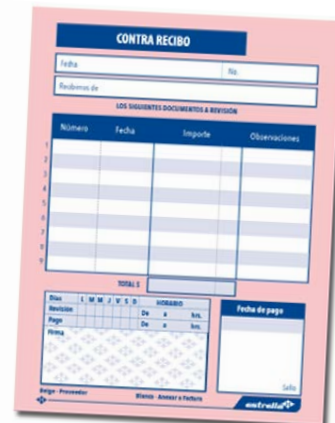 CONTRA RECIBO
Fecha No.
Recibimos de
LOS SIGUIENTES DOCUMENTOS A REVISIÓN
Número Fecha Importe Observaciones
1
2
3
4
5
6
7
8
9
TOTAL $
Días L M M J V S D HORARIO
Revisión De a hrs.
Pago De a hrs.
Firma
Fecha de pago
Sello
Beige - Proveedor
Blanco - Anexar a Factura
estrella